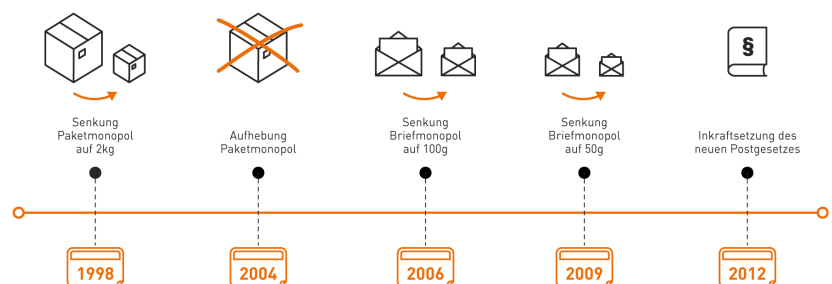 Senkung
Paketmonopol
auf 2kg
Aufhebung
Paketmonopol
Senkung
Briefmonopol
auf 100g
Senkung
Briefmonopol
auf 50g
§
Inkraftsetzung des
neuen Postgesetzes
1998
2004
2006
2009
2012